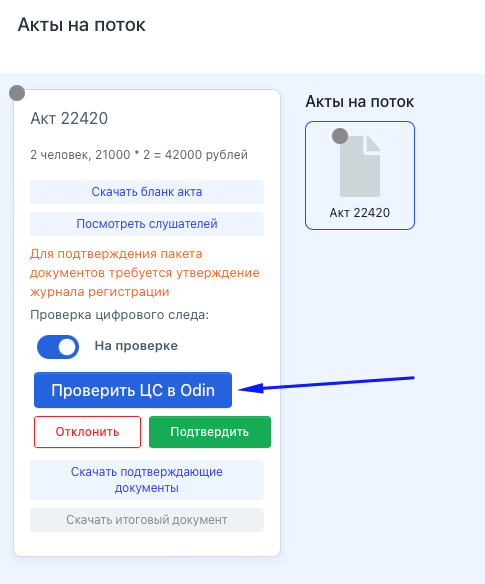 Акты на поток
Акт 22420
2 человек, 21000 * 2 = 42000 рублей
Скачать бланк акта
Посмотреть слушателей
Для подтверждения пакета
документов требуется утверждение
журнала регистрации
Проверка цифрового следа:
На проверке
Проверить ЦС в Odin
Отклонить
Подтвердить
Скачать подтверждающие
документы
Скачать итоговый документ
Акты на поток
Акт 22420